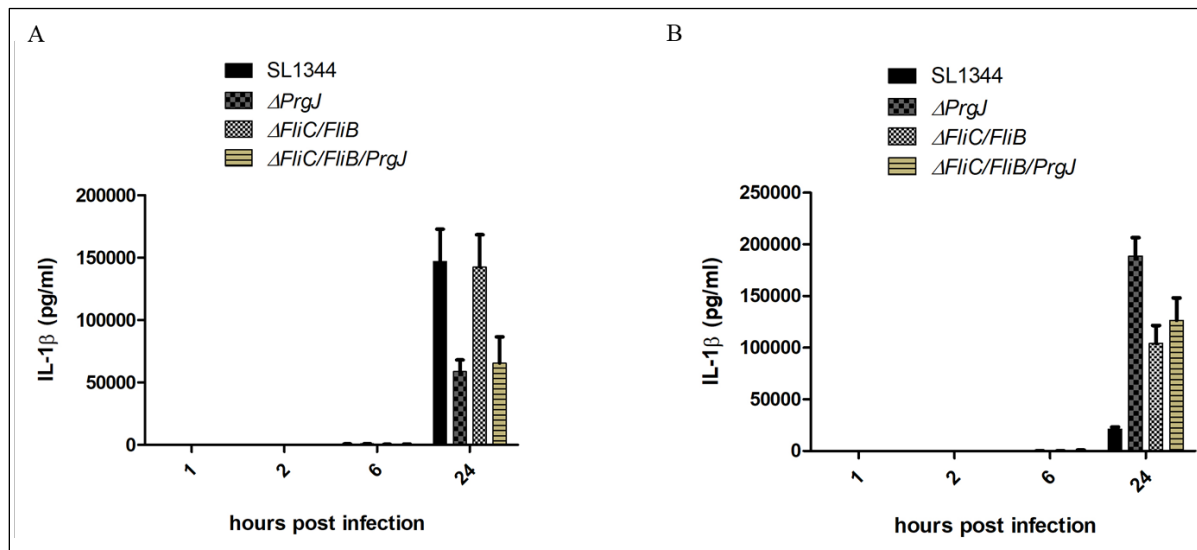 A
SL1344
ΔPrgJ
ΔFliC/FliB
ΔFliC/FliB/PrgJ
200000
150000
100000
50000
0
IL-1β (pg/ml)
1 2 6 24
hours post infection
B
SL1344
ΔPrgJ
ΔFliC/FliB
ΔFliC/FliB/PrgJ
250000
200000
150000
100000
50000
0
IL-1β (pg/ml)
1 2 6 24
hours post infection